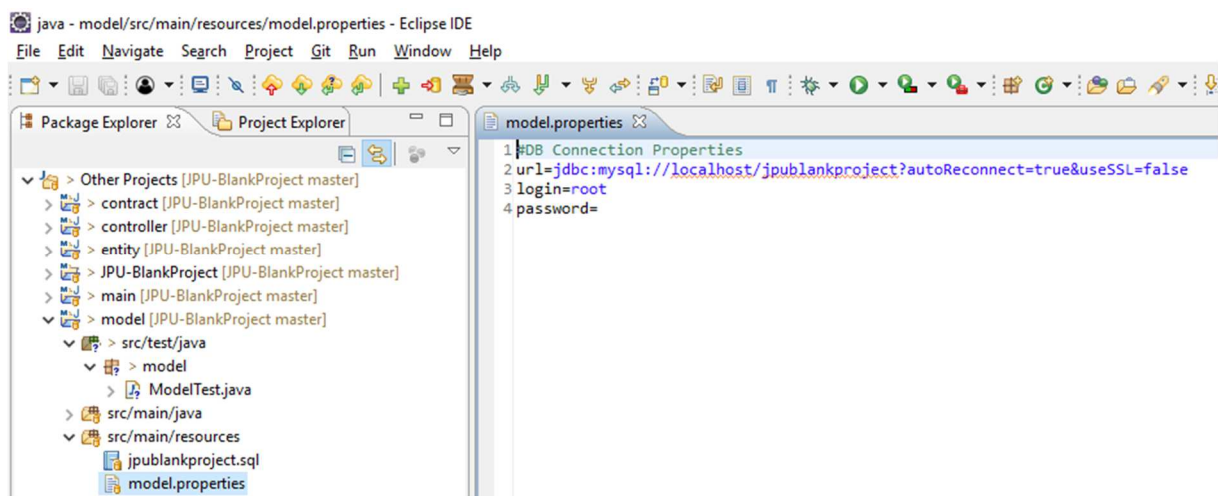 java - model/src/main/resources/model.properties - Eclipse IDE
File Edit Navigate Search Project Git Run Window Help
Package Explorer Project Explorer
> Other Projects [JPU-BlankProject master]
> contract [JPU-BlankProject master]
> controller [JPU-BlankProject master]
> entity [JPU-BlankProject master]
> JPU-BlankProject [JPU-BlankProject master]
> main [JPU-BlankProject master]
> model [JPU-BlankProject master]
> src/test/java
> model
ModelTest.java
src/main/java
src/main/resources
jpublankproject.sql
model.properties
model.properties
1 #DB Connection Properties
2 url=jdbc:mysql://localhost/jpublankproject?autoReconnect=true&useSSL=false
3 login=root
4 password=